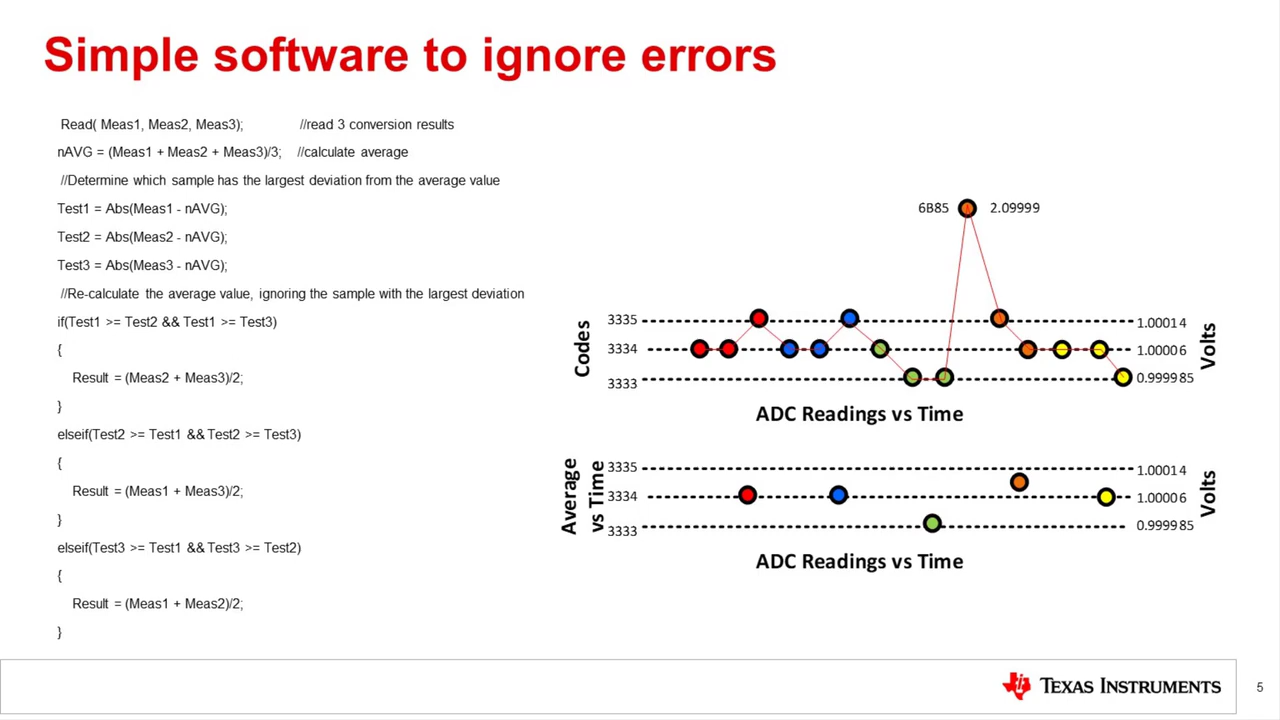 Simple software to ignore errors
Read( Meas1, Meas2, Meas3); //read 3 conversion results
nAVG = (Meas1 + Meas2 + Meas3)/3; //calculate average
//Determine which sample has the largest deviation from the average value
Test1 = Abs(Meas1 - nAVG);
Test2 = Abs(Meas2 - nAVG);
Test3 = Abs(Meas3 - nAVG);
//Re-calculate the average value, ignoring the sample with the largest deviation
if(Test1 >= Test2 && Test1 >= Test3)
{
Result = (Meas2 + Meas3)/2;
}
elseif(Test2 >= Test1 && Test2 >= Test3)
{
Result = (Meas1 + Meas3)/2;
}
elseif(Test3 >= Test1 && Test3 >= Test2)
{
Result = (Meas1 + Meas2)/2;
}
6B85 2.09999
Codes
3335 1.00014
3334 1.00006
3333 0.999985
Volts
ADC Readings vs Time
Average
vs Time
3335 1.00014
3334 1.00006
3333 0.999985
Volts
ADC Readings vs Time
TEXAS INSTRUMENTS
5